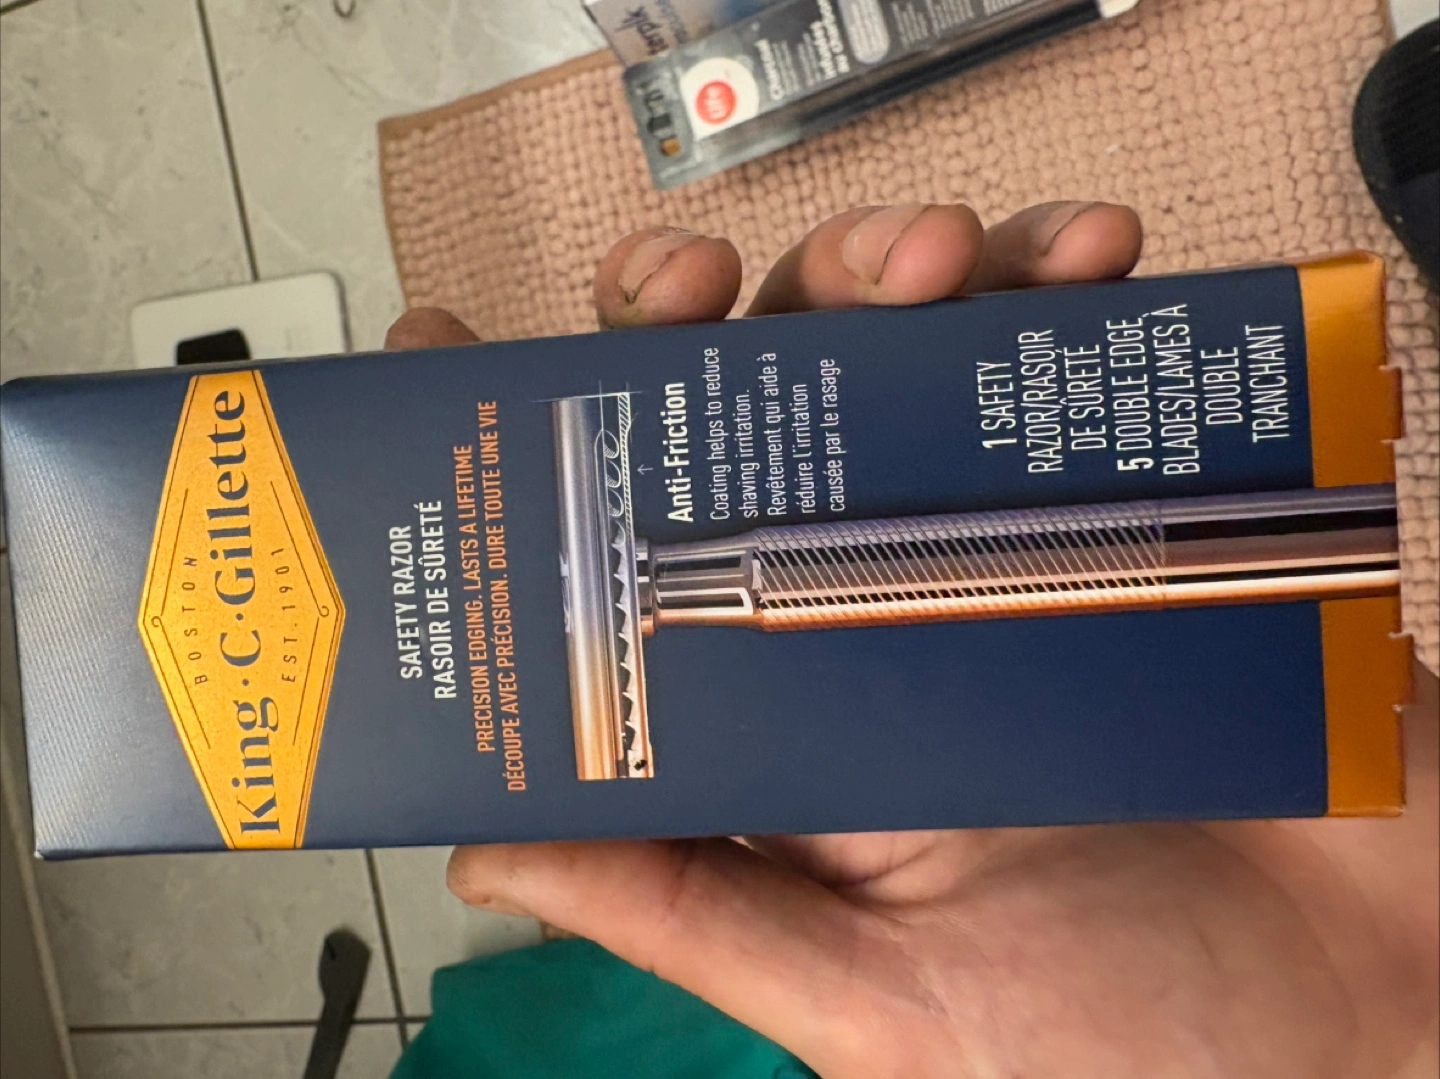 BOSTON
King·C·Gillette
EST·1901
SAFETY RAZOR
RASOIR DE SÛRETÉ
PRECISION EDGING. LASTS A LIFETIME
DÉCOUPE AVEC PRÉCISION. DURE TOUTE UNE VIE
Anti-Friction
Coating helps to reduce
shaving irritation.
Revêtement qui aide à
réduire l'irritation
causée par le rasage
1 SAFETY
RAZOR/RASOIR
DE SÛRETÉ
5 DOUBLE EDGE
BLADES/LAMES À
DOUBLE
TRANCHANT
Life
Charcoal